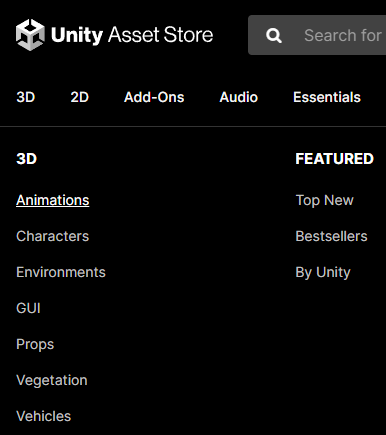 Unity Asset Store
Search for
3D 2D Add-Ons Audio Essentials
3D
Animations
Characters
Environments
GUI
Props
Vegetation
Vehicles
FEATURED
Top New
Bestsellers
By Unity